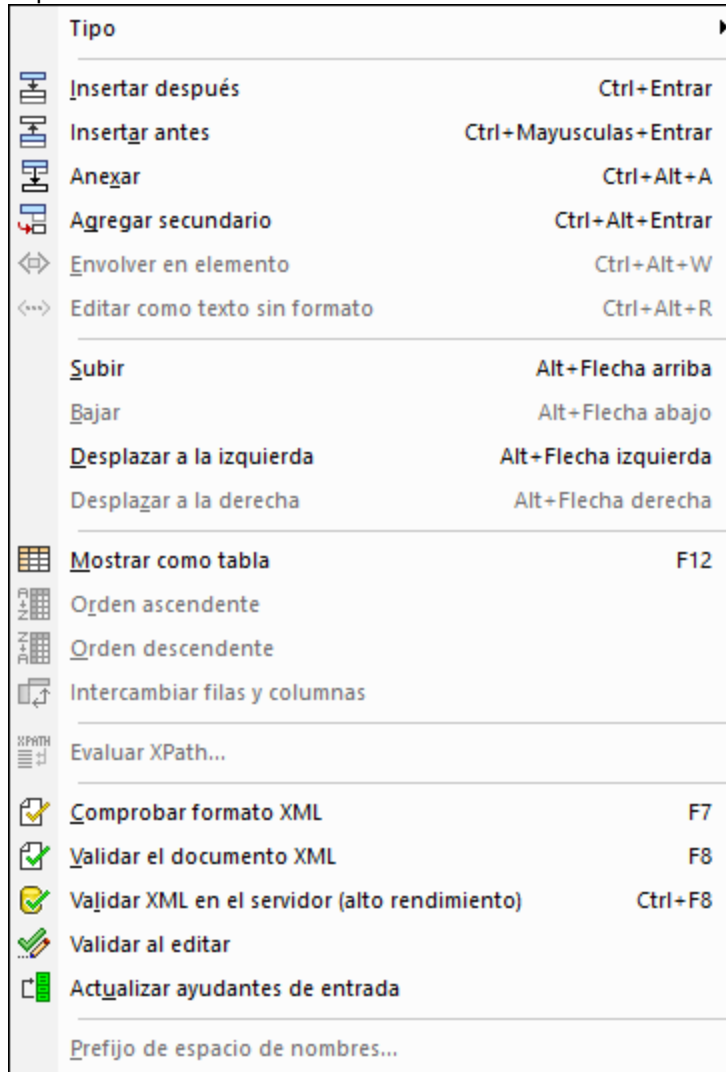 Tipo
Insertar después Ctrl+Entrar
Insertar antes Ctrl+Mayusculas+Entrar
Anexar Ctrl+Alt+A
Agregar secundario Ctrl+Alt+Entrar
Envolver en elemento Ctrl+Alt+W
Editar como texto sin formato Ctrl+Alt+R
Subir Alt+Flecha arriba
Bajar Alt+Flecha abajo
Desplazar a la izquierda Alt+Flecha izquierda
Desplazar a la derecha Alt+Flecha derecha
Mostrar como tabla F12
Orden ascendente
Orden descendente
Intercambiar filas y columnas
XPATH Evaluar XPath...
Comprobar formato XML F7
Validar el documento XML F8
Validar XML en el servidor (alto rendimiento) Ctrl+F8
Validar al editar
Actualizar ayudantes de entrada
Prefijo de espacio de nombres...